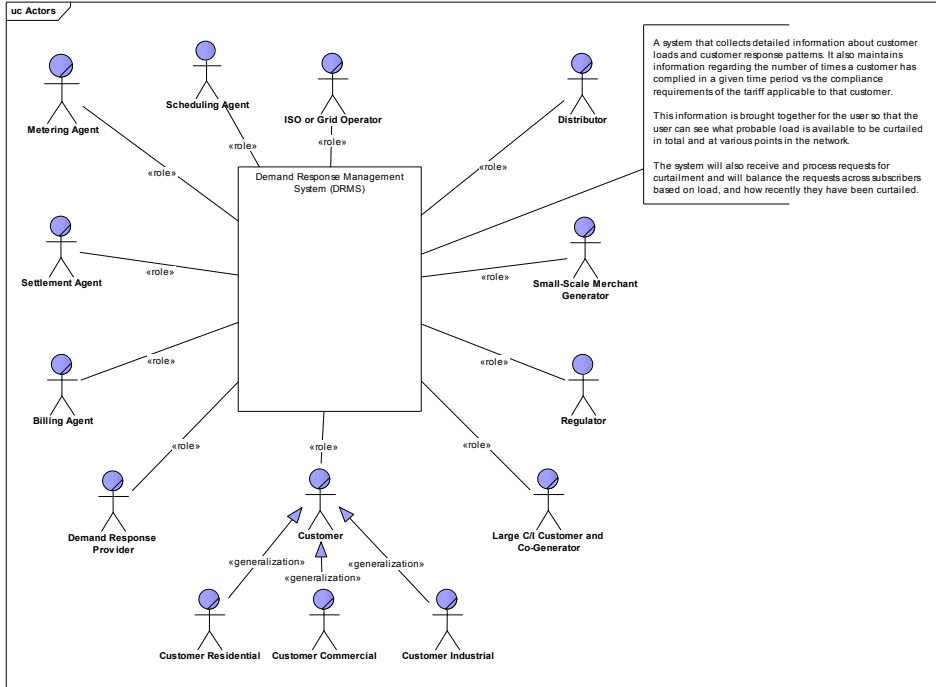 uc Actors
A system that collects detailed information about customer
loads and customer response patterns. It also maintains
information regarding the number of times a customer has
complied in a given time period vs the compliance
requirements of the tariff applicable to that customer.
This information is brought together for the user so that the
user can see what probable load is available to be curtailed
in total and at various points in the network.
The system will also receive and process requests for
curtailment and will balance the requests across subscribers
based on load, and how recently they have been curtailed.
Metering Agent
Scheduling Agent
ISO or Grid Operator
Distributor
«role»
«role»
«role»
«role»
Demand Response Management
System (DRMS)
Settlement Agent
«role»
«role»
Small-Scale Merchant
Generator
Billing Agent
«role»
«role»
Regulator
«role»
«role»
«role»
Demand Response
Provider
Customer
Large C/I Customer and
Co-Generator
«generalization»
«generalization»
«generalization»
Customer Residential
Customer Commercial
Customer Industrial